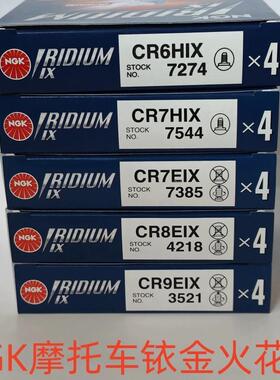 NGK IRIDIUM IX CR6HIX
STOCK NO. 7274 ×4
NGK IRIDIUM IX CR7HIX
STOCK NO. 7544 ×4
NGK IRIDIUM IX CR7EIX
STOCK NO. 7385 ×4
NGK IRIDIUM IX CR8EIX
STOCK NO. 4218 ×4
NGK IRIDIUM IX CR9EIX
STOCK NO. 3521 ×4
GK摩托车铱金火花